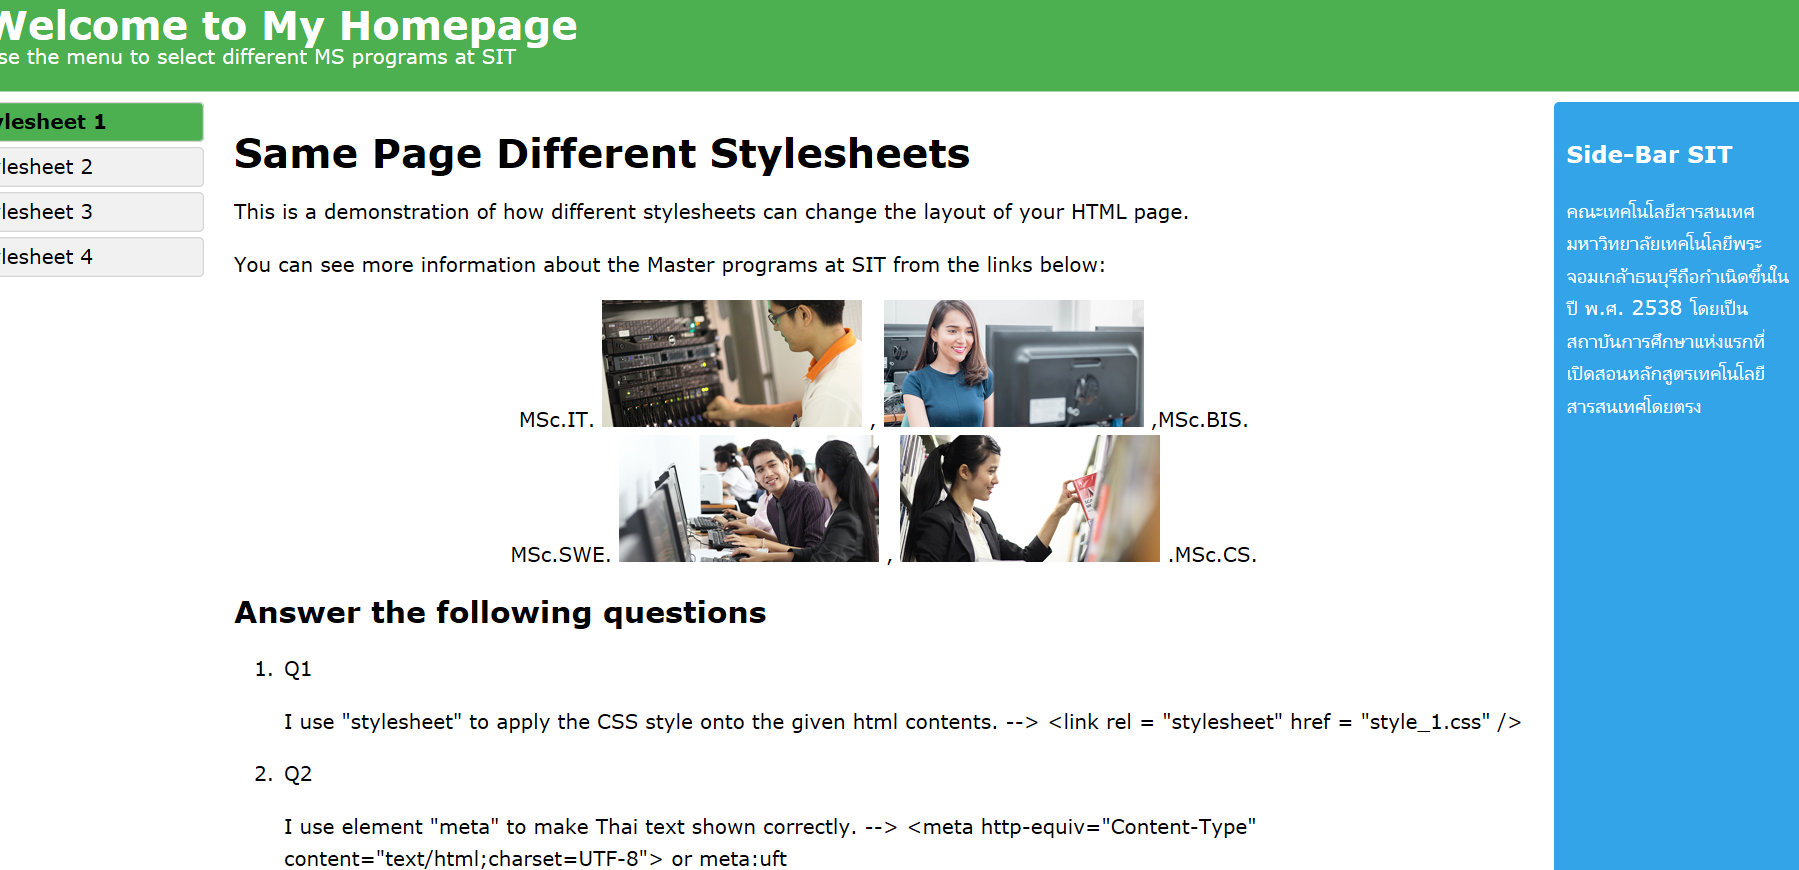 Welcome to My Homepage
se the menu to select different MS programs at SIT
ylesheet 1
lesheet 2
lesheet 3
lesheet 4
Same Page Different Stylesheets
This is a demonstration of how different stylesheets can change the layout of your HTML page.
You can see more information about the Master programs at SIT from the links below:
MSc.IT. , ,MSc.BIS.
MSc.SWE. , .MSc.CS.
Answer the following questions
1. Q1
I use "stylesheet" to apply the CSS style onto the given html contents. --> <link rel = "stylesheet" href = "style_1.css" />
2. Q2
I use element "meta" to make Thai text shown correctly. --> <meta http-equiv="Content-Type"
content="text/html;charset=UTF-8"> or meta:uft
Side-Bar SIT
คณะเทคโนโลยีสารสนเทศ
มหาวิทยาลัยเทคโนโลยีพระ
จอมเกล้าธนบุรีถือกำเนิดขึ้นใน
ปี พ.ศ. 2538 โดยเป็น
สถาบันการศึกษาแห่งแรกที่
เปิดสอนหลักสูตรเทคโนโลยี
สารสนเทศโดยตรง